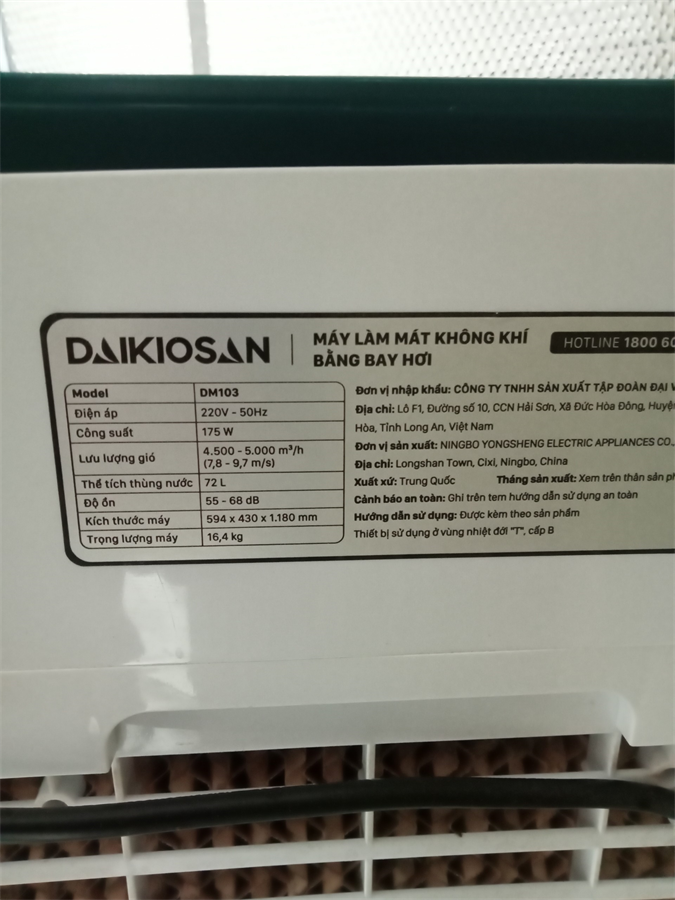 DAIKIOSAN
MÁY LÀM MÁT KHÔNG KHÍ
BẰNG BAY HƠI
HOTLINE 1800 60
Model DM103
Điện áp 220V - 50Hz
Công suất 175 W
Lưu lượng gió 4.500 - 5.000 m³/h
(7,8 - 9,7 m/s)
Thể tích thùng nước 72 L
Độ ồn 55 - 68 dB
Kích thước máy 594 x 430 x 1.180 mm
Trọng lượng máy 16,4 kg
Đơn vị nhập khẩu: CÔNG TY TNHH SẢN XUẤT TẬP ĐOÀN ĐẠI
Địa chỉ: Lô F1, Đường số 10, CCN Hải Sơn, Xã Đức Hòa Đông, Huyện
Hòa, Tỉnh Long An, Việt Nam
Đơn vị sản xuất: NINGBO YONGSHENG ELECTRIC APPLIANCES CO.,
Địa chỉ: Longshan Town, Cixi, Ningbo, China
Xuất xứ: Trung Quốc Tháng sản xuất: Xem trên thân sản
Cảnh báo an toàn: Ghi trên tem hướng dẫn sử dụng an toàn
Hướng dẫn sử dụng: Được kèm theo sản phẩm
Thiết bị sử dụng ở vùng nhiệt đới "T", cấp B